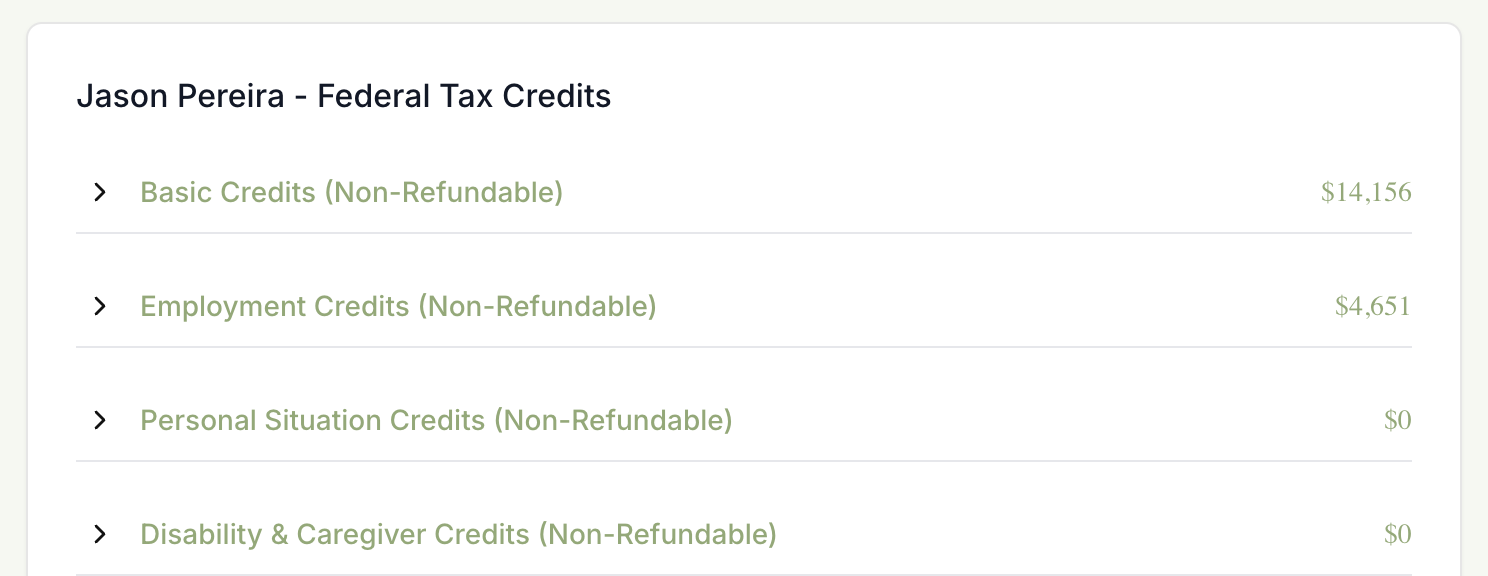 Jason Pereira - Federal Tax Credits
Basic Credits (Non-Refundable) $14,156
Employment Credits (Non-Refundable) $4,651
Personal Situation Credits (Non-Refundable) $0
Disability & Caregiver Credits (Non-Refundable) $0